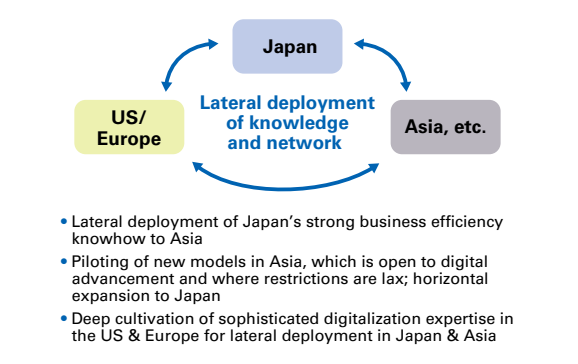 Japan
US/
Europe
Lateral deployment
of knowledge
and network
Asia, etc.
• Lateral deployment of Japan’s strong business efficiency
knowhow to Asia
• Piloting of new models in Asia, which is open to digital
advancement and where restrictions are lax; horizontal
expansion to Japan
• Deep cultivation of sophisticated digitalization expertise in
the US & Europe for lateral deployment in Japan & Asia